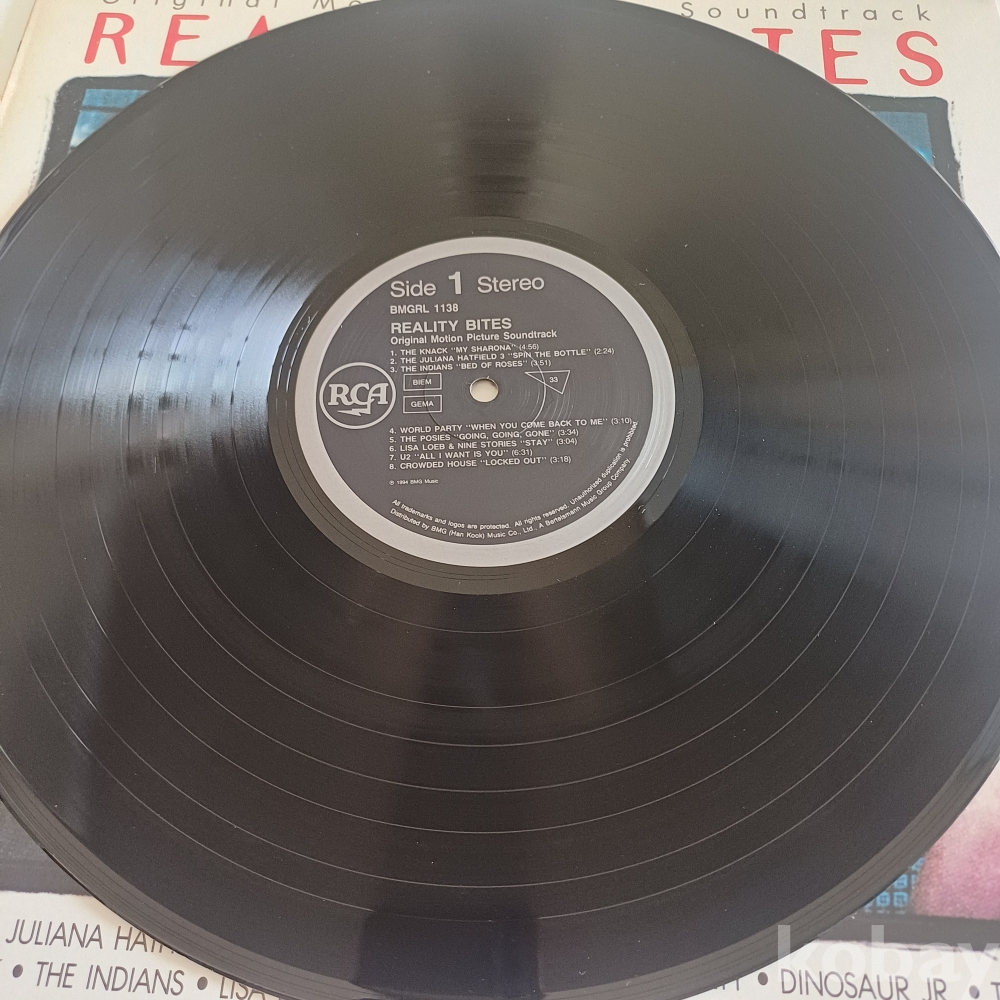 Original Mo
Soundtrack
REA
TES
Side 1 Stereo
BMGRL 1138
REALITY BITES
Original Motion Picture Soundtrack
1. THE KNACK "MY SHARONA" (4:56)
2. THE JULIANA HATFIELD 3 "SPIN THE BOTTLE" (2:24)
3. THE INDIANS "BED OF ROSES" (3:51)
RCA
BIEM
GEMA
33
4. WORLD PARTY "WHEN YOU COME BACK TO ME" (3:10)
5. THE POSIES "GOING, GOING, GONE" (3:34)
6. LISA LOEB & NINE STORIES "STAY" (3:04)
7. U2 "ALL I WANT IS YOU" (6:31)
8. CROWDED HOUSE "LOCKED OUT" (3:18)
℗ 1994 BMG Music
All trademarks and logos are protected. All rights reserved. Unauthorized duplication is prohibited.
Distributed by BMG (Han Kook) Music Co., Ltd., A Bertelsmann Music Group Company.
JULIANA HATF
• THE INDIANS • LISA
• DINOSAUR JR. •
kobay